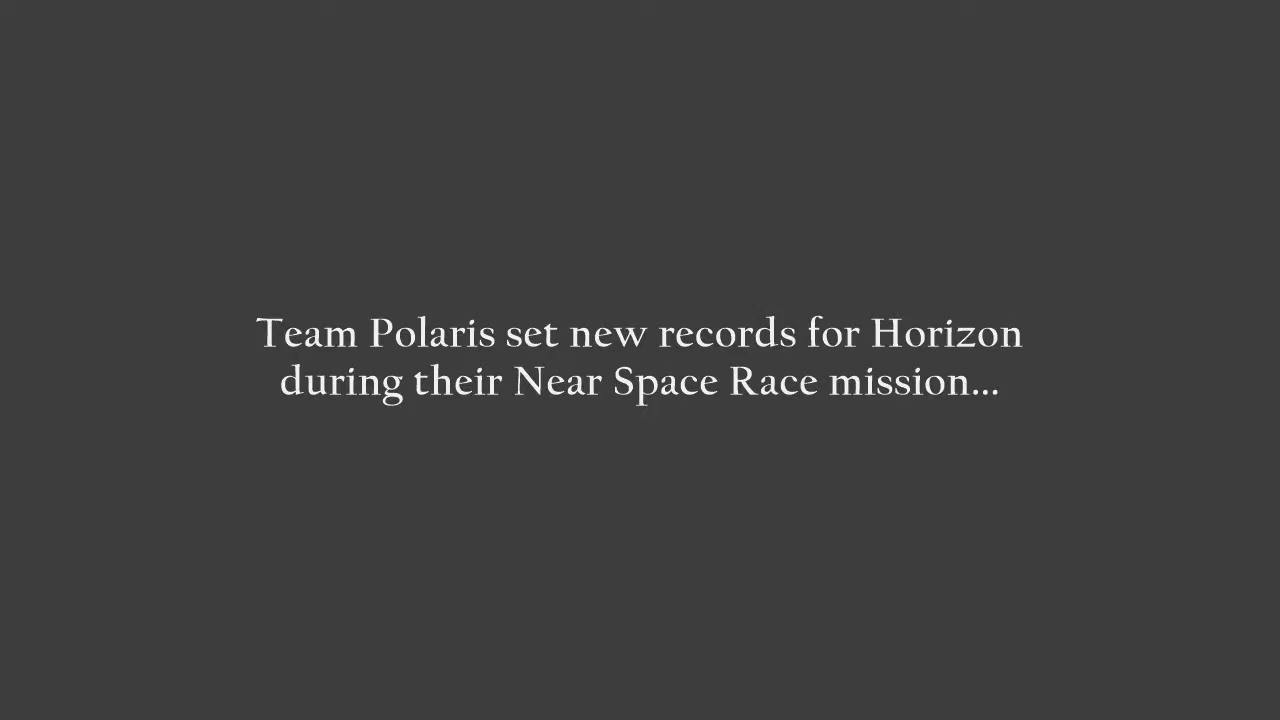 Team Polaris set new records for Horizon
during their Near Space Race mission...